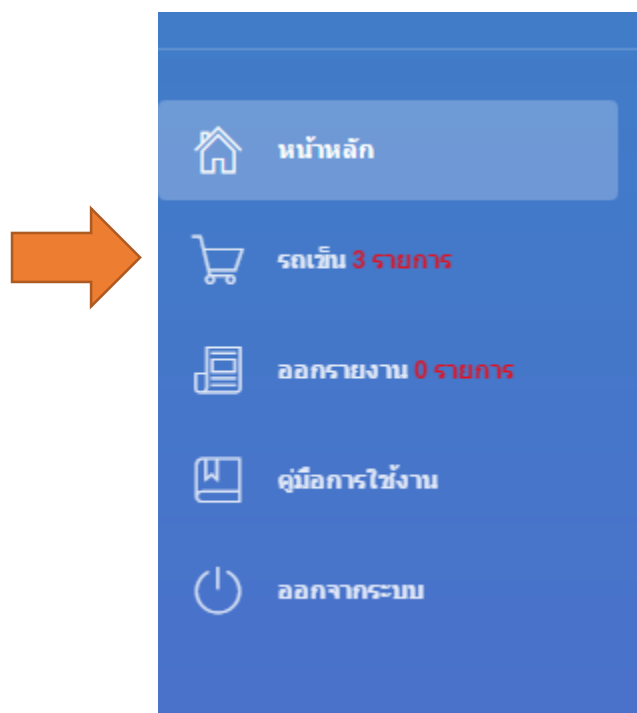 หน้าหลัก
รถเข็น 3 รายการ
ออกรายงาน 0 รายการ
คู่มือการใช้งาน
ออกจากระบบ